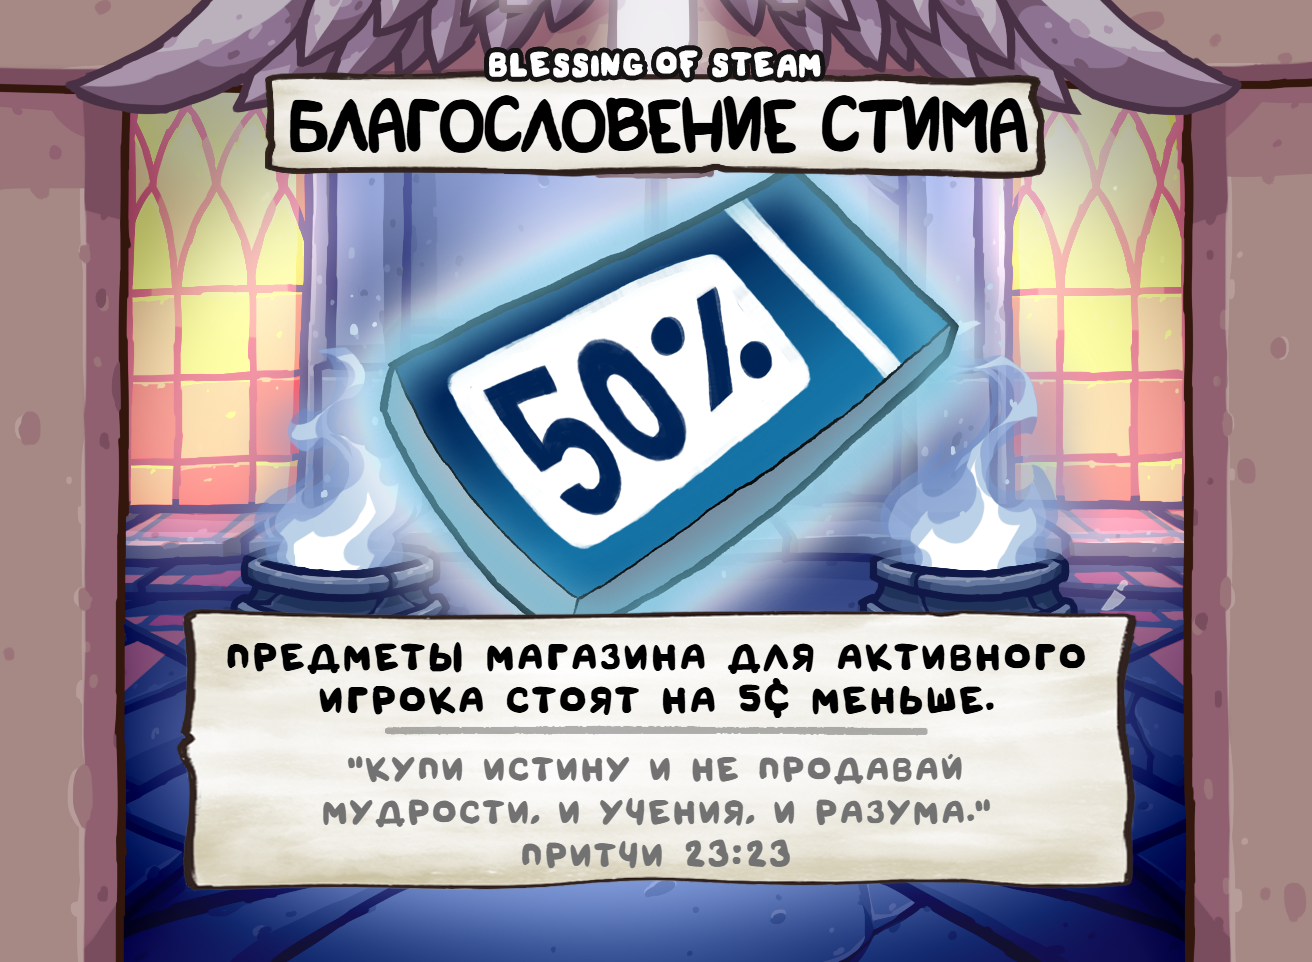 BLESSING OF STEAM
БЛАГОСЛОВЕНИЕ СТИМА
50%
ПРЕДМЕТЫ МАГАЗИНА ДЛЯ АКТИВНОГО
ИГРОКА СТОЯТ НА 5¢ МЕНЬШЕ.
"КУПИ ИСТИНУ И НЕ ПРОДАВАЙ
МУДРОСТИ, И УЧЕНИЯ, И РАЗУМА."
ПРИТЧИ 23:23